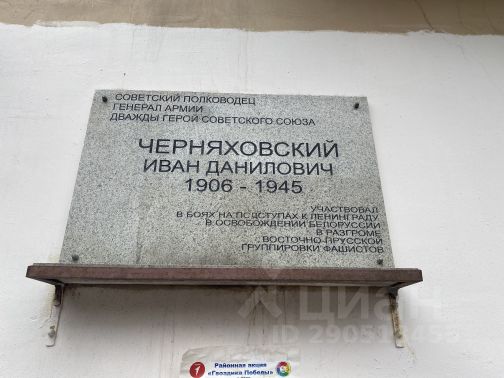 СОВЕТСКИЙ ПОЛКОВОДЕЦ
ГЕНЕРАЛ АРМИИ
ДВАЖДЫ ГЕРОЙ СОВЕТСКОГО СОЮЗА
ЧЕРНЯХОВСКИЙ
ИВАН ДАНИЛОВИЧ
1906 - 1945
УЧАСТВОВАЛ
В БОЯХ НА ПОДСТУПАХ К ЛЕНИНГРАДУ
В ОСВОБОЖДЕНИИ БЕЛОРУССИИ
В РАЗГРОМЕ
ВОСТОЧНО-ПРУССКОЙ
ГРУППИРОВКИ ФАШИСТОВ
Циан
Районная акция
«Гвоздика Победы»